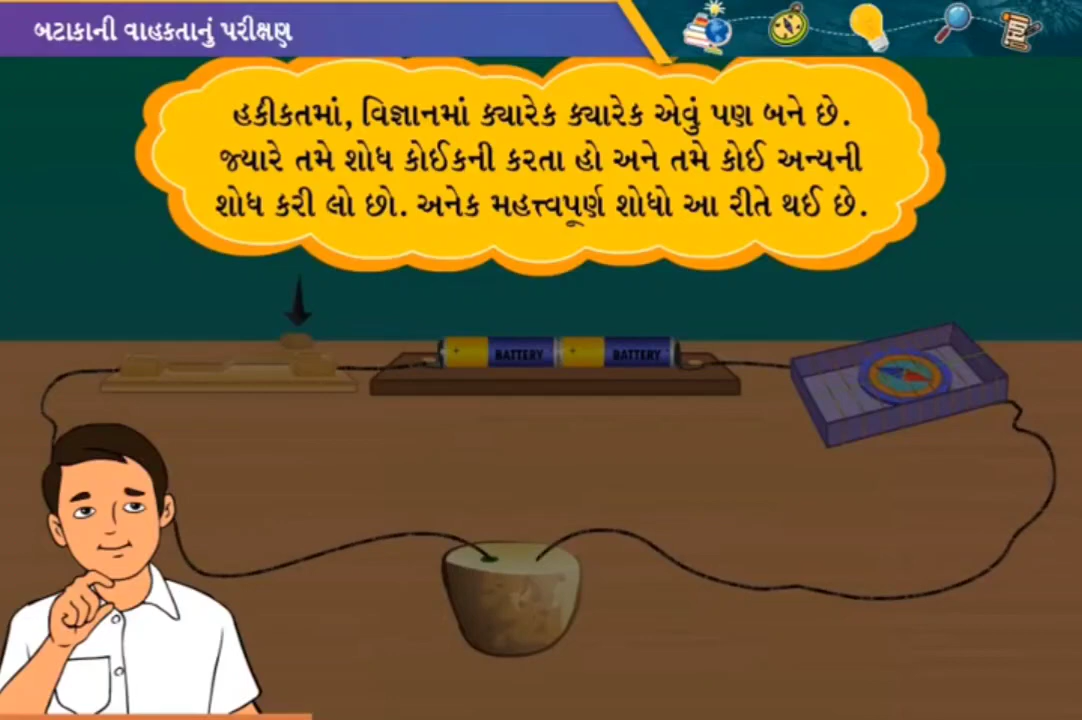 બટાકાની વાહકતાનું પરીક્ષણ
હકીકતમાં, વિજ્ઞાનમાં ક્યારેક ક્યારેક એવું પણ બને છે.
જ્યારે તમે શોધ કોઈકની કરતા હો અને તમે કોઈ અન્યની
શોધ કરી લો છો. અનેક મહત્ત્વપૂર્ણ શોધો આ રીતે થઈ છે.
+ BATTERY - + BATTERY -